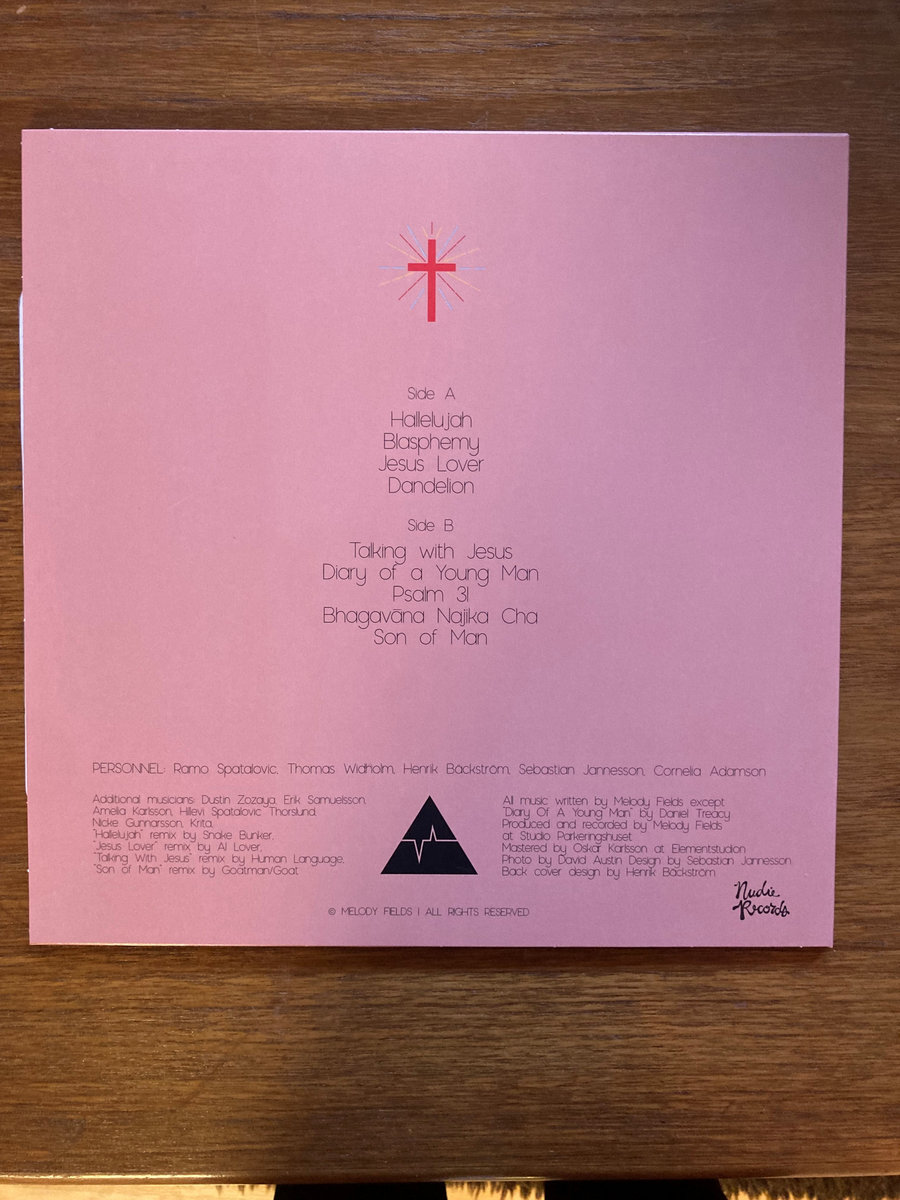 Side A
Hallelujah
Blasphemy
Jesus Lover
Dandelion
Side B
Talking with Jesus
Diary of a Young Man
Psalm 31
Bhagavāna Najika Cha
Son of Man
PERSONNEL: Ramo Spatalovic, Thomas Widholm, Henrik Bäckström, Sebastian Jannesson, Cornelia Adamson
Additional musicians: Dustin Zozaya, Erik Samuelsson,
Amelia Karlsson, Hillevi Spatalovic Thorslund,
Nicke Gunnarsson, Krita,
"Hallelujah" remix by Snake Bunker,
"Jesus Lover" remix by Al Lover,
"Talking With Jesus" remix by Human Language,
"Son of Man" remix by Goatman/Goat
All music written by Melody Fields except
"Diary Of A Young Man" by Daniel Treacy
Produced and recorded by Melody Fields
at Studio Parkeringshuset
Mastered by Oskar Karlsson at Elementstudion
Photo by David Austin Design by Sebastian Jannesson
Back cover design by Henrik Bäckström
© MELODY FIELDS | ALL RIGHTS RESERVED
Nudie
Records